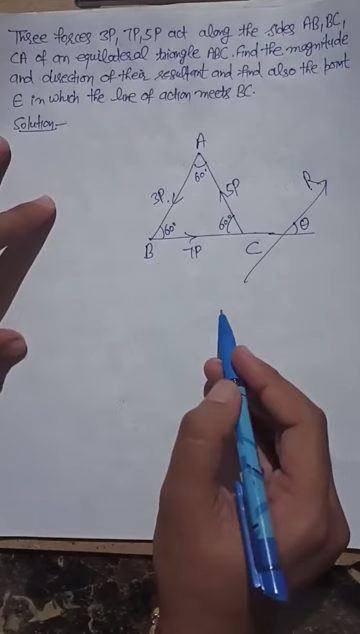 Three forces 3P, 7P, 5P act along the sides AB, BC,
CA of an equilateral triangle ABC. Find the magnitude
and direction of their resultant and find also the point
E in which the line of action meets BC.
Solution:-
A
60°
3P
5P
R
60°
60°
θ
B
7P
C